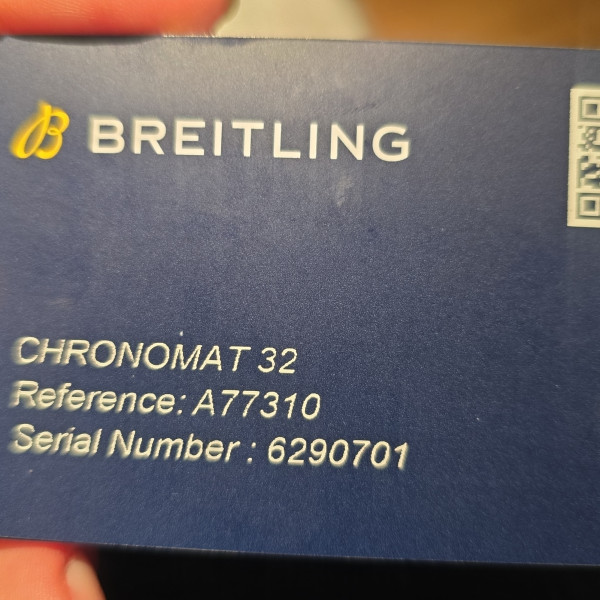 BREITLING
CHRONOMAT 32
Reference: A77310
Serial Number : 6290701